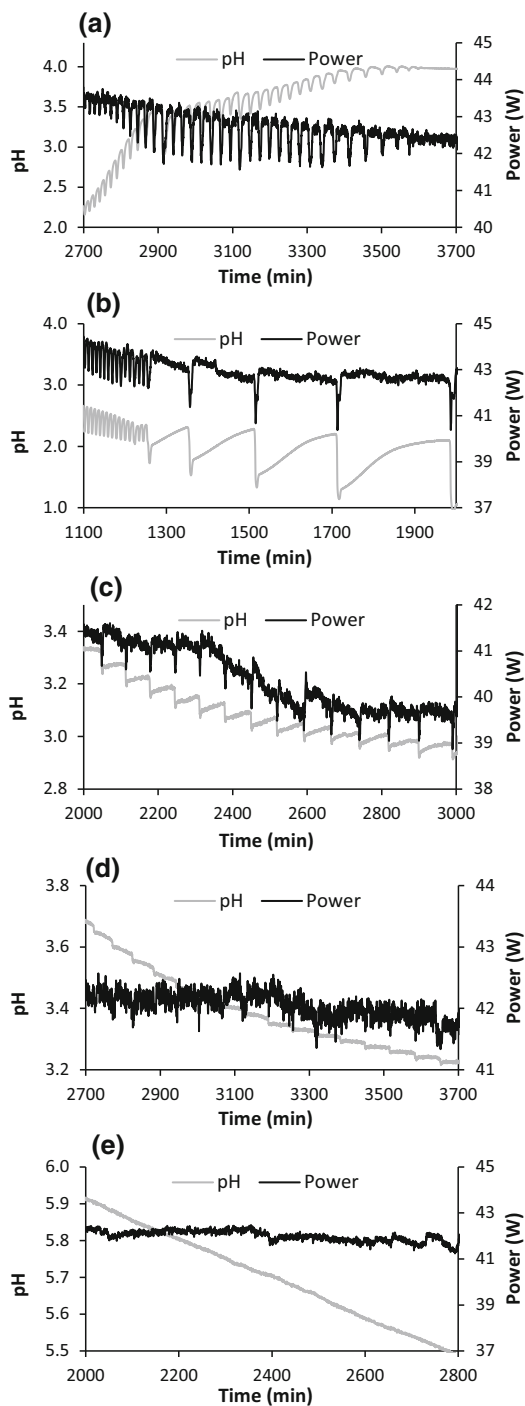 (a)
pH Power
4.0 3.5 3.0 2.5 2.0
pH
45 44 43 42 41 40
Power (W)
2700 2900 3100 3300 3500 3700
Time (min)
(b)
pH Power
4.0 3.0 2.0 1.0
pH
45 43 41 39 37
Power (W)
1100 1300 1500 1700 1900
Time (min)
(c)
pH Power
3.4 3.2 3.0 2.8
pH
42 41 40 39 38
Power (W)
2000 2200 2400 2600 2800 3000
Time (min)
(d)
pH Power
3.8 3.6 3.4 3.2
pH
44 43 42 41
Power (W)
2700 2900 3100 3300 3500 3700
Time (min)
(e)
pH Power
6.0 5.9 5.8 5.7 5.5
pH
45 43 41 39 37
Power (W)
2000 2200 2400 2600 2800
Time (min)